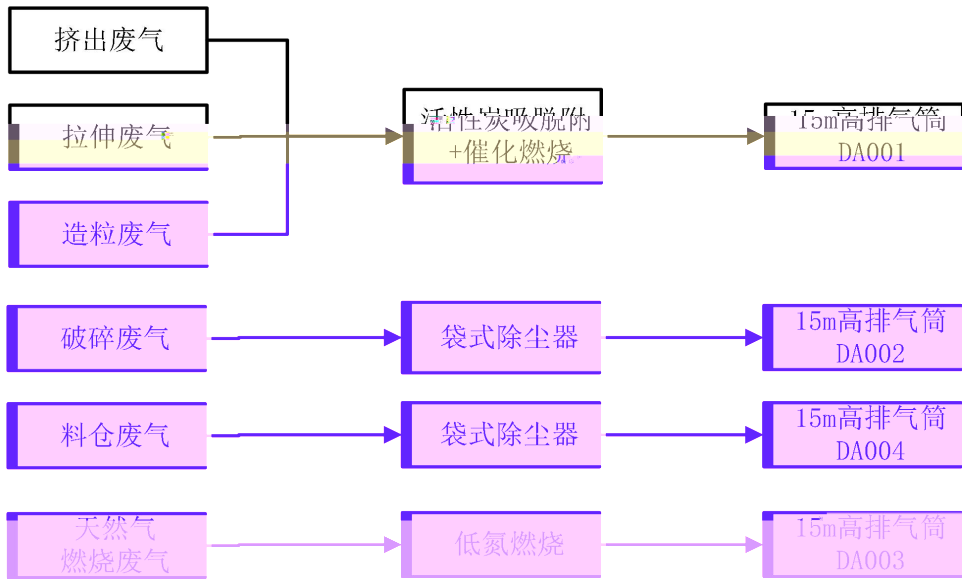 挤出废气
拉伸废气
活性炭吸脱附
+催化燃烧
15m高排气筒
DA001
造粒废气
破碎废气
袋式除尘器
15m高排气筒
DA002
料仓废气
袋式除尘器
15m高排气筒
DA004
天然气
燃烧废气
低氮燃烧
15m高排气筒
DA003